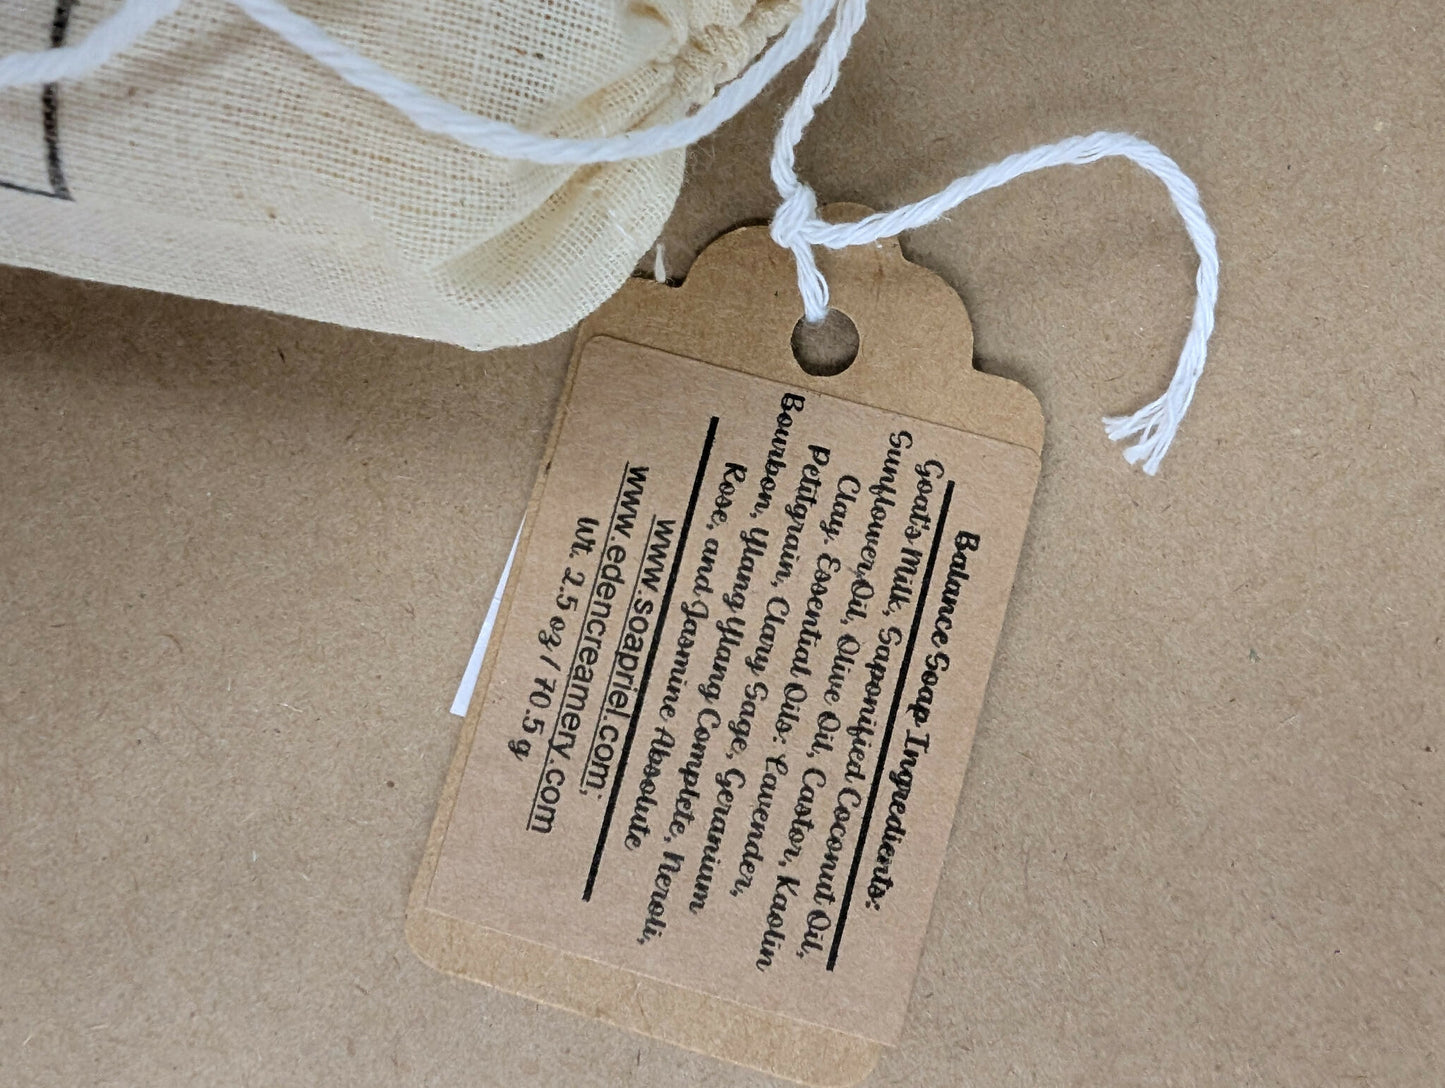 Balance Soap Ingredients:
Goat's Milk, Saponified Coconut Oil,
Sunflower Oil, Olive Oil, Castor, Kaolin
Clay. Essential Oils: Lavender,
Petitgrain, Clary Sage, Geranium
Bourbon, Ylang Ylang Complete, Neroli,
Rose, and Jasmine Absolute
www.soapriel.com;
www.edencreamery.com
Wt. 2.5 oz / 70.5 g